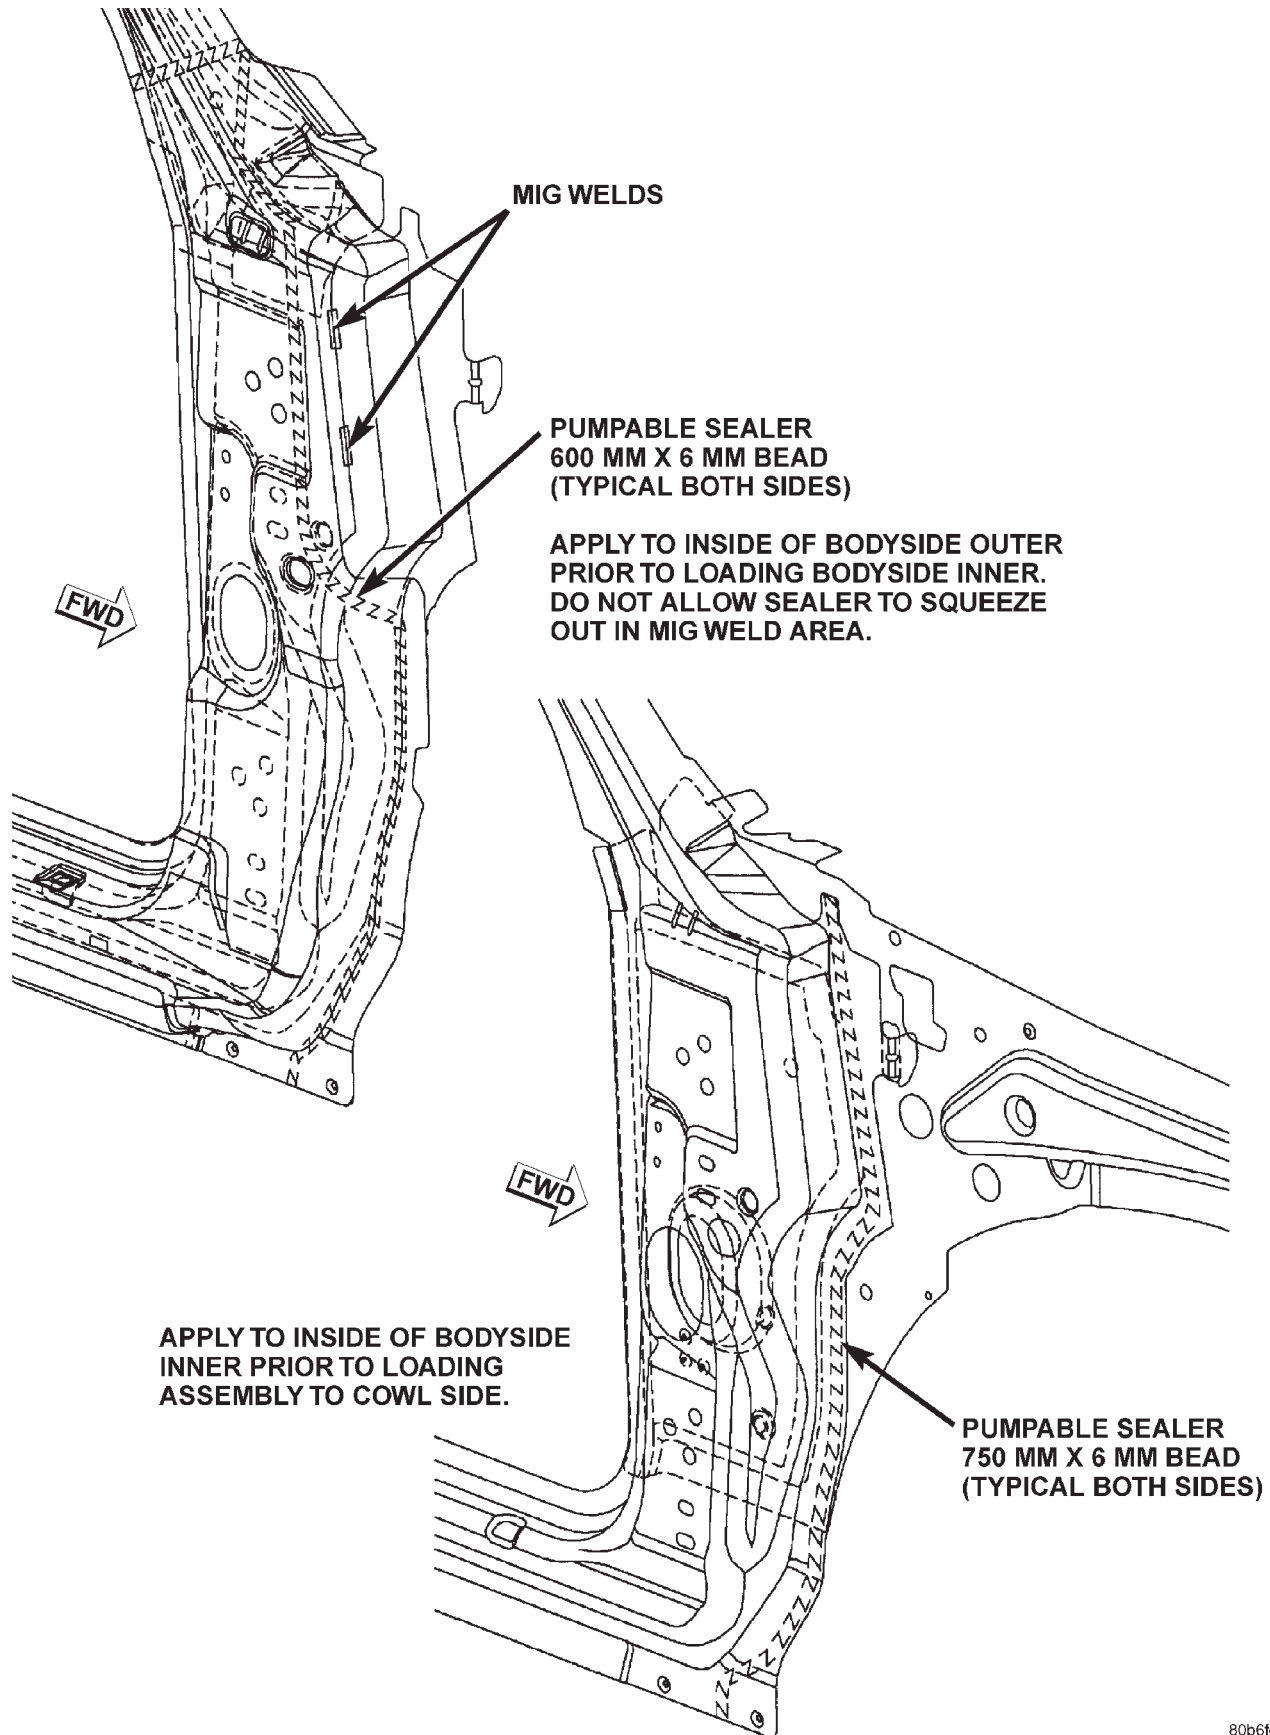 MIG WELDS
PUMPABLE SEALER
600 MM X 6 MM BEAD
(TYPICAL BOTH SIDES)
APPLY TO INSIDE OF BODYSIDE OUTER
PRIOR TO LOADING BODYSIDE INNER.
DO NOT ALLOW SEALER TO SQUEEZE
OUT IN MIG WELD AREA.
FWD
FWD
APPLY TO INSIDE OF BODYSIDE
INNER PRIOR TO LOADING
ASSEMBLY TO COWL SIDE.
PUMPABLE SEALER
750 MM X 6 MM BEAD
(TYPICAL BOTH SIDES)